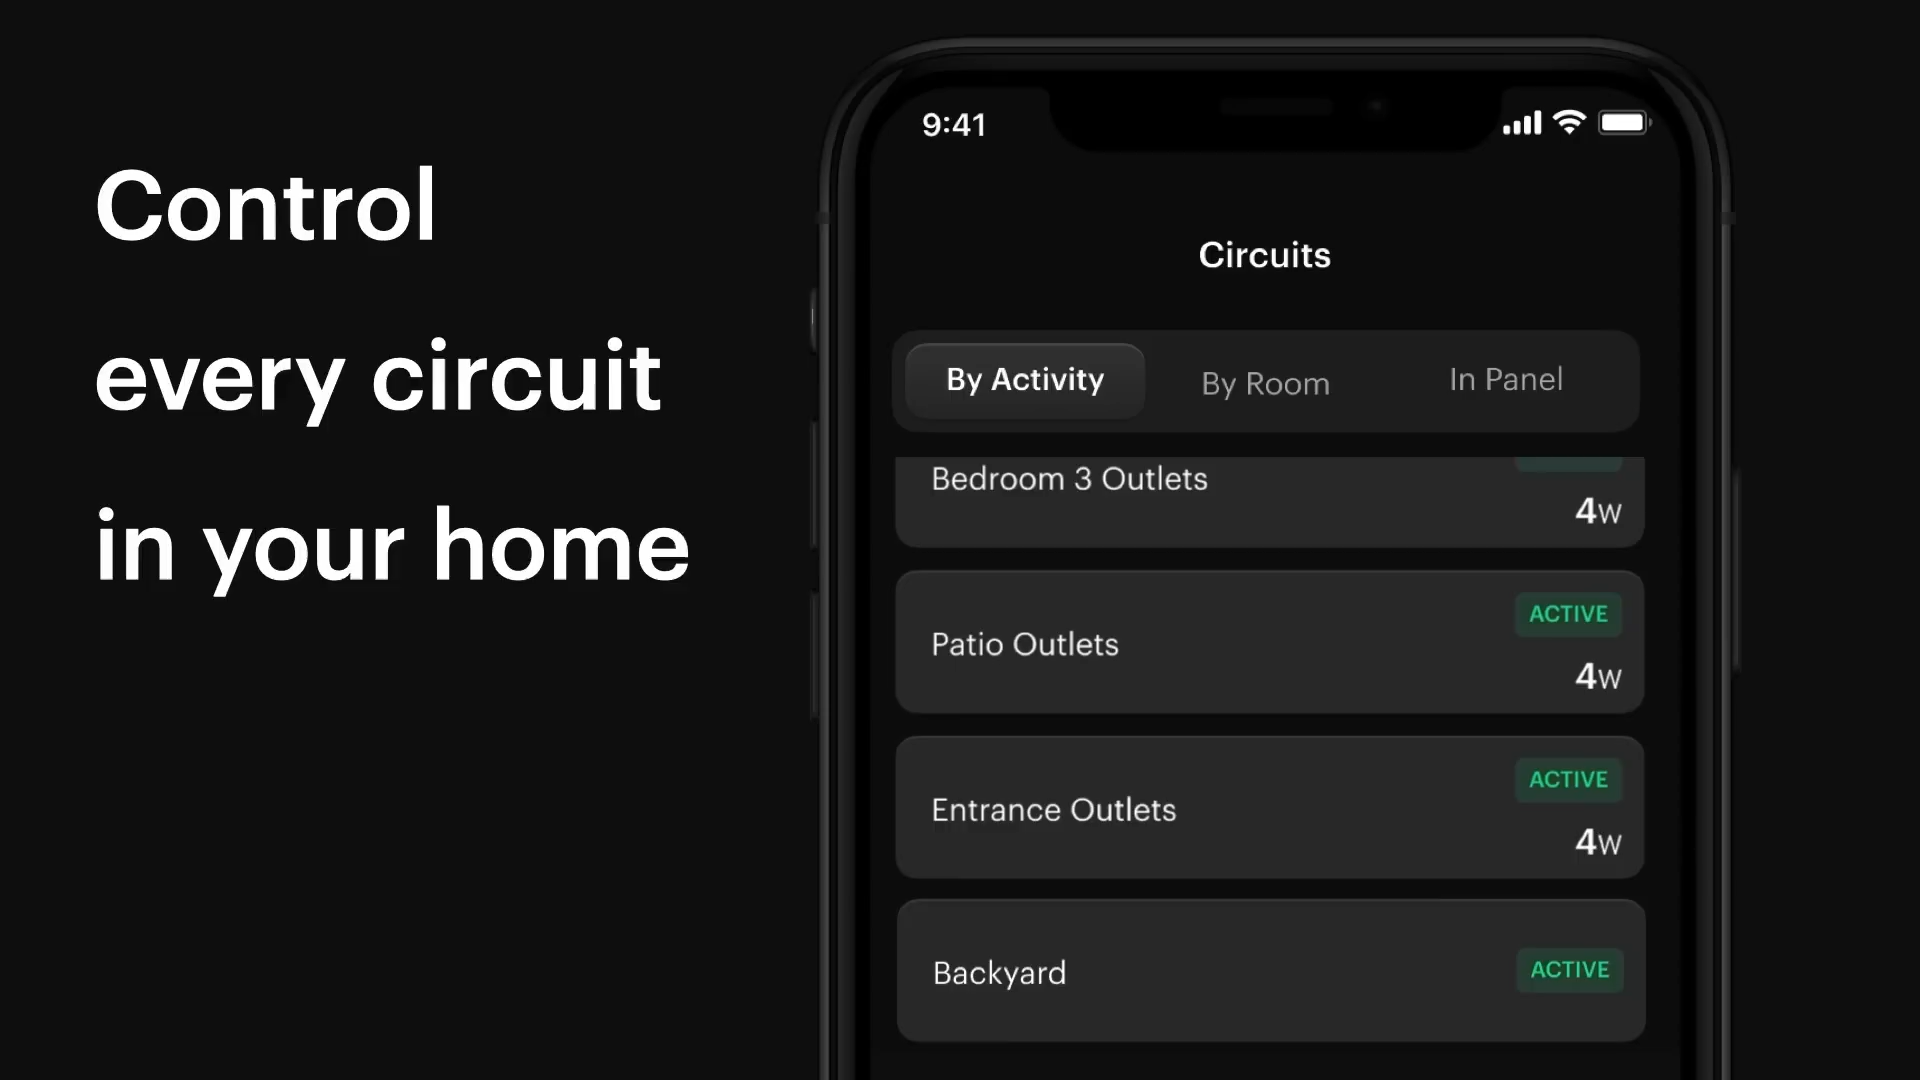 Control
every circuit
in your home
9:41
Circuits
By Activity
By Room
In Panel
Bedroom 3 Outlets
4W
ACTIVE
Patio Outlets
4W
ACTIVE
Entrance Outlets
4W
Backyard
ACTIVE